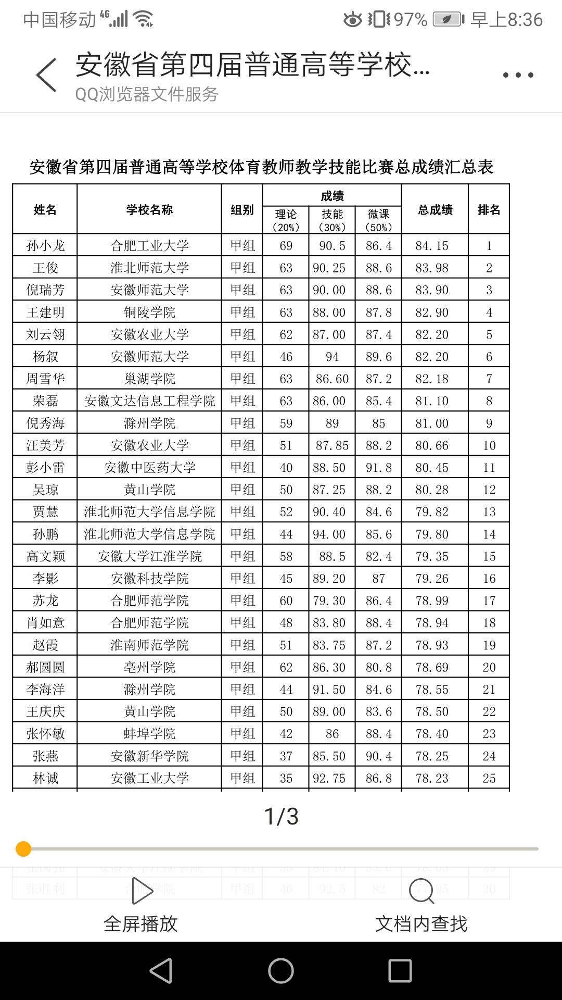 中国移动 4G 97% 早上8:36
安徽省第四届普通高等学校...
QQ浏览器文件服务
安徽省第四届普通高等学校体育教师教学技能比赛总成绩汇总表
姓名 学校名称 组别 成绩 总成绩 排名
理论（20%） 技能（30%） 微课（50%）
孙小龙 合肥工业大学 甲组 69 90.5 86.4 84.15 1
王俊 淮北师范大学 甲组 63 90.25 88.6 83.98 2
倪瑞芳 安徽师范大学 甲组 63 90.00 88.6 83.90 3
王建明 铜陵学院 甲组 63 88.00 87.8 82.90 4
刘云翎 安徽农业大学 甲组 62 87.00 87.4 82.20 5
杨叙 安徽师范大学 甲组 46 94 89.6 82.20 6
周雪华 巢湖学院 甲组 63 86.60 87.2 82.18 7
荣磊 安徽文达信息工程学院 甲组 63 86.00 85.4 81.10 8
倪秀海 滁州学院 甲组 59 89 85 81.00 9
汪美芳 安徽农业大学 甲组 51 87.85 88.2 80.66 10
彭小雷 安徽中医药大学 甲组 40 88.50 91.8 80.45 11
吴琼 黄山学院 甲组 50 87.25 88.2 80.28 12
贾慧 淮北师范大学信息学院 甲组 52 90.40 84.6 79.82 13
孙鹏 淮北师范大学信息学院 甲组 44 94.00 85.6 79.80 14
高文颖 安徽大学江淮学院 甲组 58 88.5 82.4 79.35 15
李影 安徽科技学院 甲组 45 89.20 87 79.26 16
苏龙 合肥师范学院 甲组 60 79.30 86.4 78.99 17
肖如意 合肥师范学院 甲组 48 83.80 88.4 78.94 18
赵霞 淮南师范学院 甲组 51 83.75 87.2 78.93 19
郝圆圆 亳州学院 甲组 62 86.30 80.8 78.69 20
李海洋 滁州学院 甲组 44 91.50 84.6 78.55 21
王庆庆 黄山学院 甲组 50 89.00 83.6 78.50 22
张怀敏 蚌埠学院 甲组 42 86 88.4 78.40 23
张燕 安徽新华学院 甲组 37 85.50 90.4 78.25 24
林诚 安徽工业大学 甲组 35 92.75 86.8 78.23 25
1/3
张国强 安徽大学江淮学院 甲组 55 84.10 83.6 78.03 29
张胜利 合肥学院 甲组 46 92.5 82 77.95 30
全屏播放 文档内查找